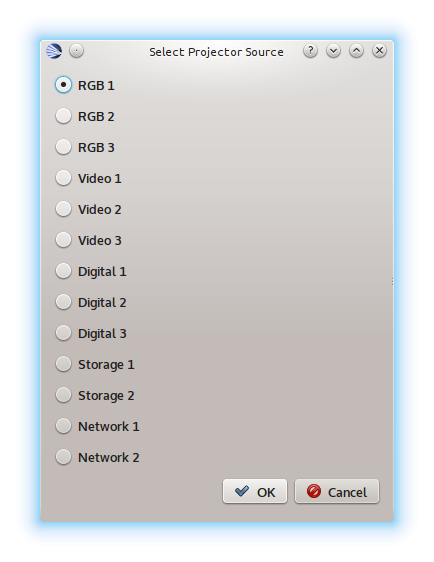 Select Projector Source
RGB 1
RGB 2
RGB 3
Video 1
Video 2
Video 3
Digital 1
Digital 2
Digital 3
Storage 1
Storage 2
Network 1
Network 2
OK Cancel